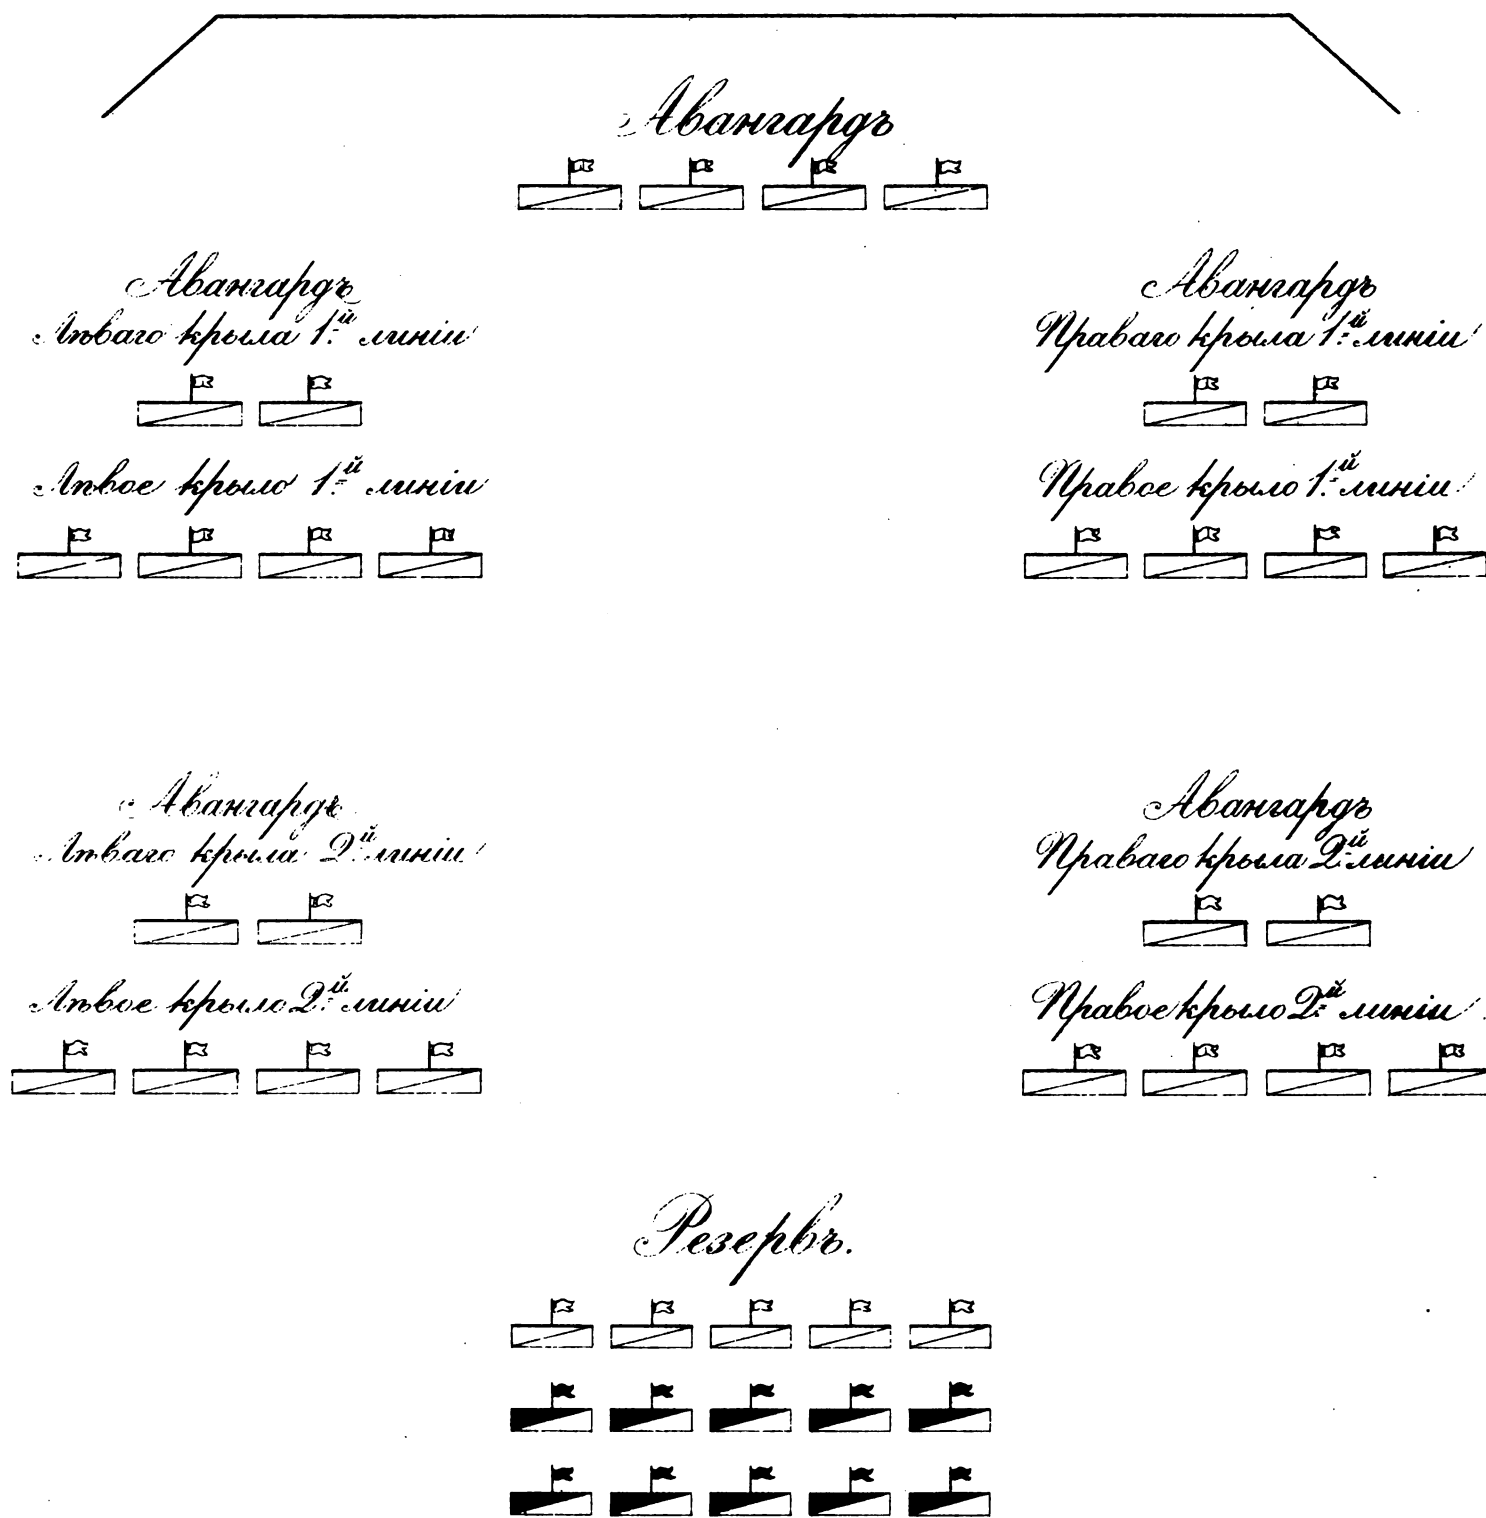 Авангардъ
Авангардъ
Лѣваго крыла 1й линіи
Лѣвое крыло 1й линіи
Авангардъ
Праваго крыла 1й линіи
Правое крыло 1й линіи
Авангардъ
Лѣваго крыла 2й линіи
Лѣвое крыло 2й линіи
Авангардъ
Праваго крыла 2й линіи
Правое крыло 2й линіи
Резервъ.